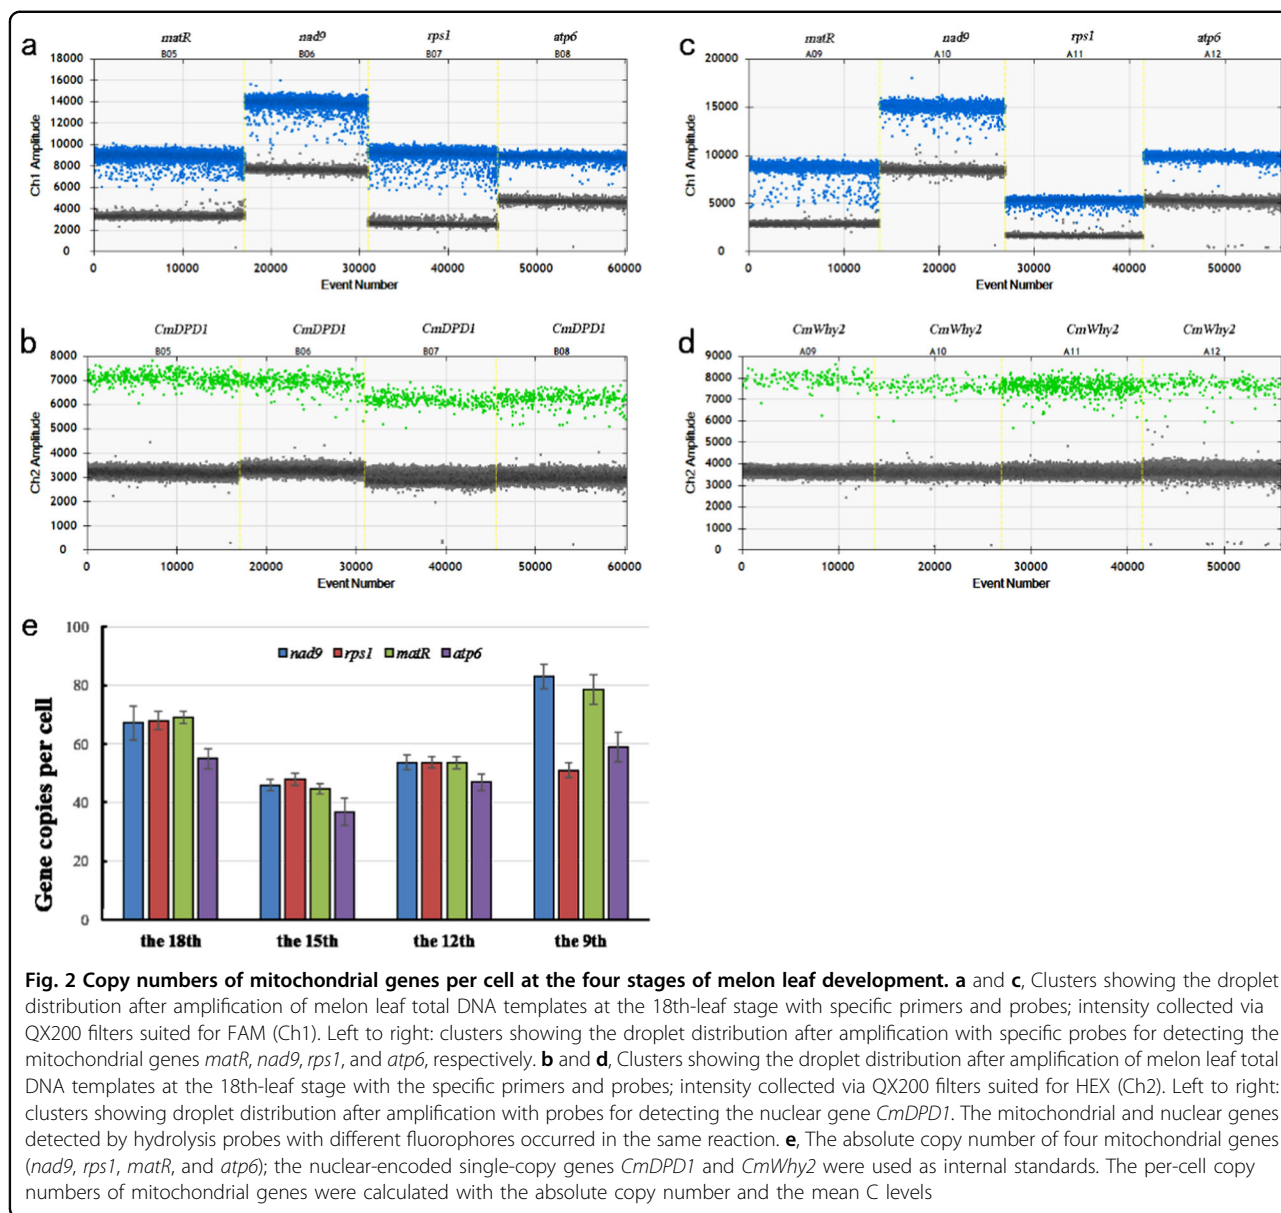 a
matR nad9 rps1 atp6
B05 B06 B07 B08
18000
16000
14000
12000
10000
8000
6000
4000
2000
0
Ch1 Amplitude
0 10000 20000 30000 40000 50000 60000
Event Number
c
matR nad9 rps1 atp6
A09 A10 A11 A12
20000
15000
10000
5000
0
Ch1 Amplitude
0 10000 20000 30000 40000 50000
Event Number
b
CmDPD1 CmDPD1 CmDPD1 CmDPD1
B05 B06 B07 B08
8000
7000
6000
5000
4000
3000
2000
1000
0
Ch2 Amplitude
0 10000 20000 30000 40000 50000 60000
Event Number
d
CmWhy2 CmWhy2 CmWhy2 CmWhy2
A09 A10 A11 A12
9000
8000
7000
6000
5000
4000
3000
2000
1000
0
Ch2 Amplitude
0 10000 20000 30000 40000 50000
Event Number
e
100
80
60
40
20
0
Gene copies per cell
nad9 rps1 matR atp6
the 18th the 15th the 12th the 9th
Fig. 2 Copy numbers of mitochondrial genes per cell at the four stages of melon leaf development. a and c, Clusters showing the droplet
distribution after amplification of melon leaf total DNA templates at the 18th-leaf stage with specific primers and probes; intensity collected via
QX200 filters suited for FAM (Ch1). Left to right: clusters showing the droplet distribution after amplification with specific probes for detecting the
mitochondrial genes matR, nad9, rps1, and atp6, respectively. b and d, Clusters showing the droplet distribution after amplification of melon leaf total
DNA templates at the 18th-leaf stage with the specific primers and probes; intensity collected via QX200 filters suited for HEX (Ch2). Left to right:
clusters showing droplet distribution after amplification with probes for detecting the nuclear gene CmDPD1. The mitochondrial and nuclear genes
detected by hydrolysis probes with different fluorophores occurred in the same reaction. e, The absolute copy number of four mitochondrial genes
(nad9, rps1, matR, and atp6); the nuclear-encoded single-copy genes CmDPD1 and CmWhy2 were used as internal standards. The per-cell copy
numbers of mitochondrial genes were calculated with the absolute copy number and the mean C levels